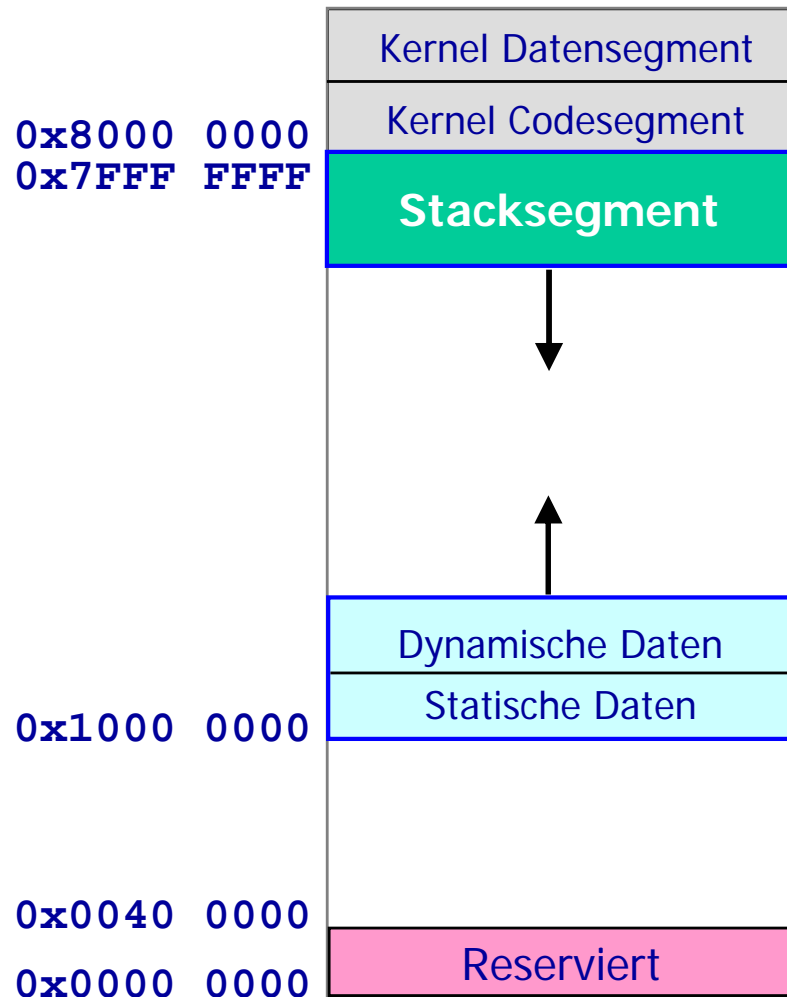 Kernel Datensegment
Kernel Codesegment
0x8000 0000
0x7FFF FFFF
Stacksegment
Dynamische Daten
Statische Daten
0x1000 0000
0x0040 0000
Reserviert
0x0000 0000